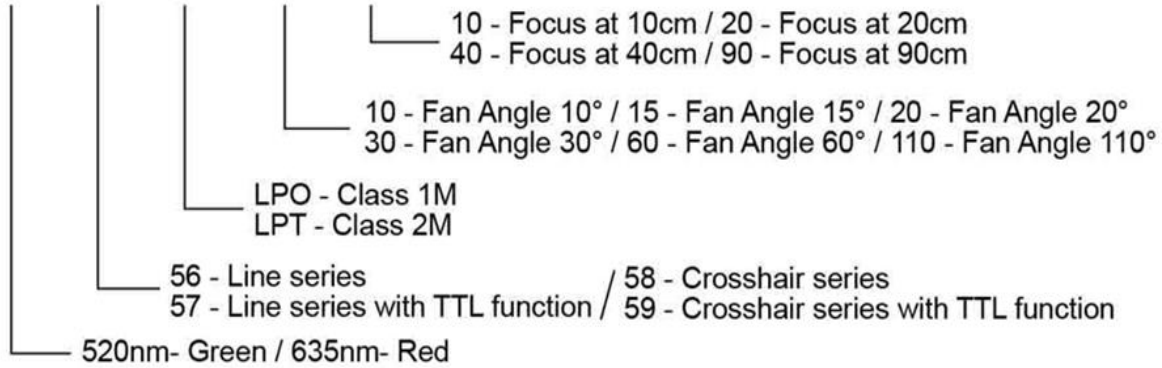 10 - Focus at 10cm / 20 - Focus at 20cm
40 - Focus at 40cm / 90 - Focus at 90cm
10 - Fan Angle 10° / 15 - Fan Angle 15° / 20 - Fan Angle 20°
30 - Fan Angle 30° / 60 - Fan Angle 60° / 110 - Fan Angle 110°
LPO - Class 1M
LPT - Class 2M
56 - Line series / 58 - Crosshair series
57 - Line series with TTL function / 59 - Crosshair series with TTL function
520nm- Green / 635nm- Red